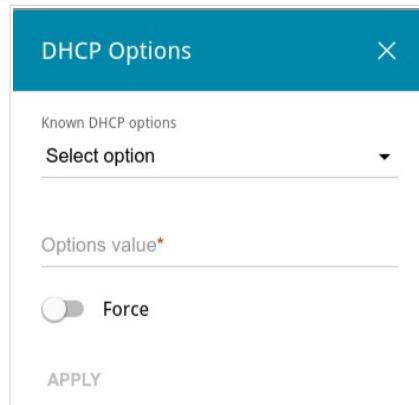 DHCP Options
Known DHCP options
Select option
Options value*
Force
APPLY